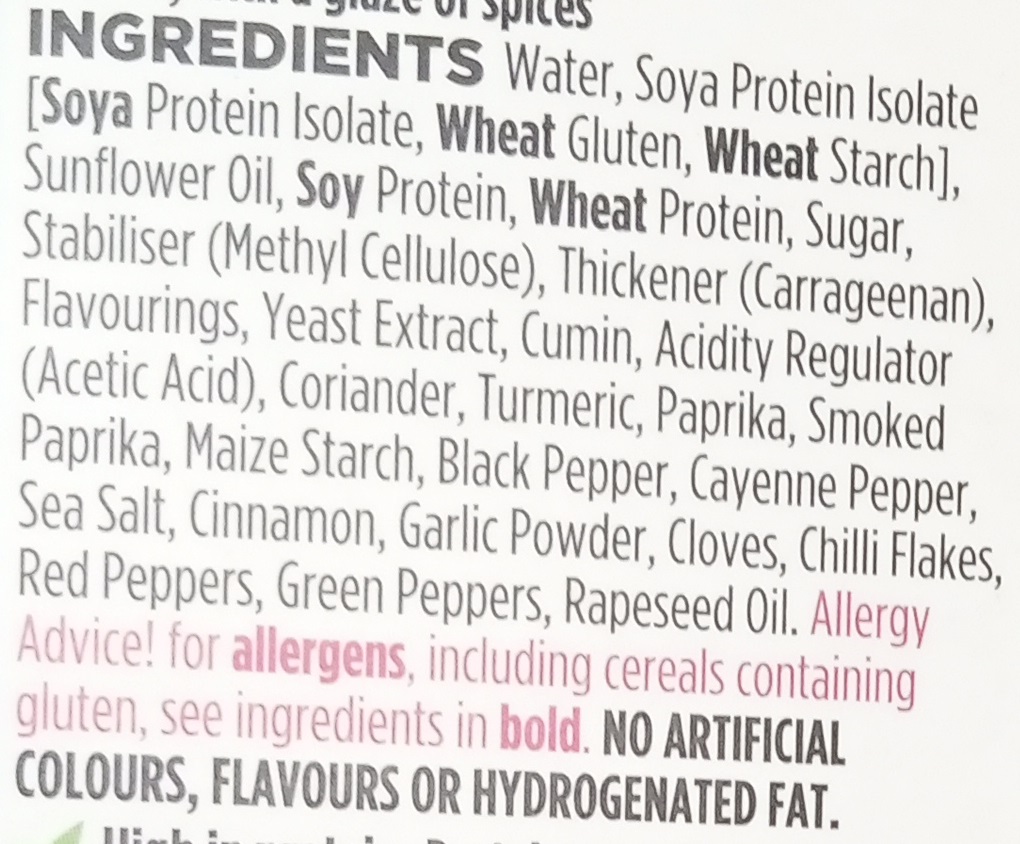 a glaze of spices
INGREDIENTS Water, Soya Protein Isolate
[Soya Protein Isolate, Wheat Gluten, Wheat Starch],
Sunflower Oil, Soy Protein, Wheat Protein, Sugar,
Stabiliser (Methyl Cellulose), Thickener (Carrageenan),
Flavourings, Yeast Extract, Cumin, Acidity Regulator
(Acetic Acid), Coriander, Turmeric, Paprika, Smoked
Paprika, Maize Starch, Black Pepper, Cayenne Pepper,
Sea Salt, Cinnamon, Garlic Powder, Cloves, Chilli Flakes,
Red Peppers, Green Peppers, Rapeseed Oil. Allergy
Advice! for allergens, including cereals containing
gluten, see ingredients in bold. NO ARTIFICIAL
COLOURS, FLAVOURS OR HYDROGENATED FAT.
High in